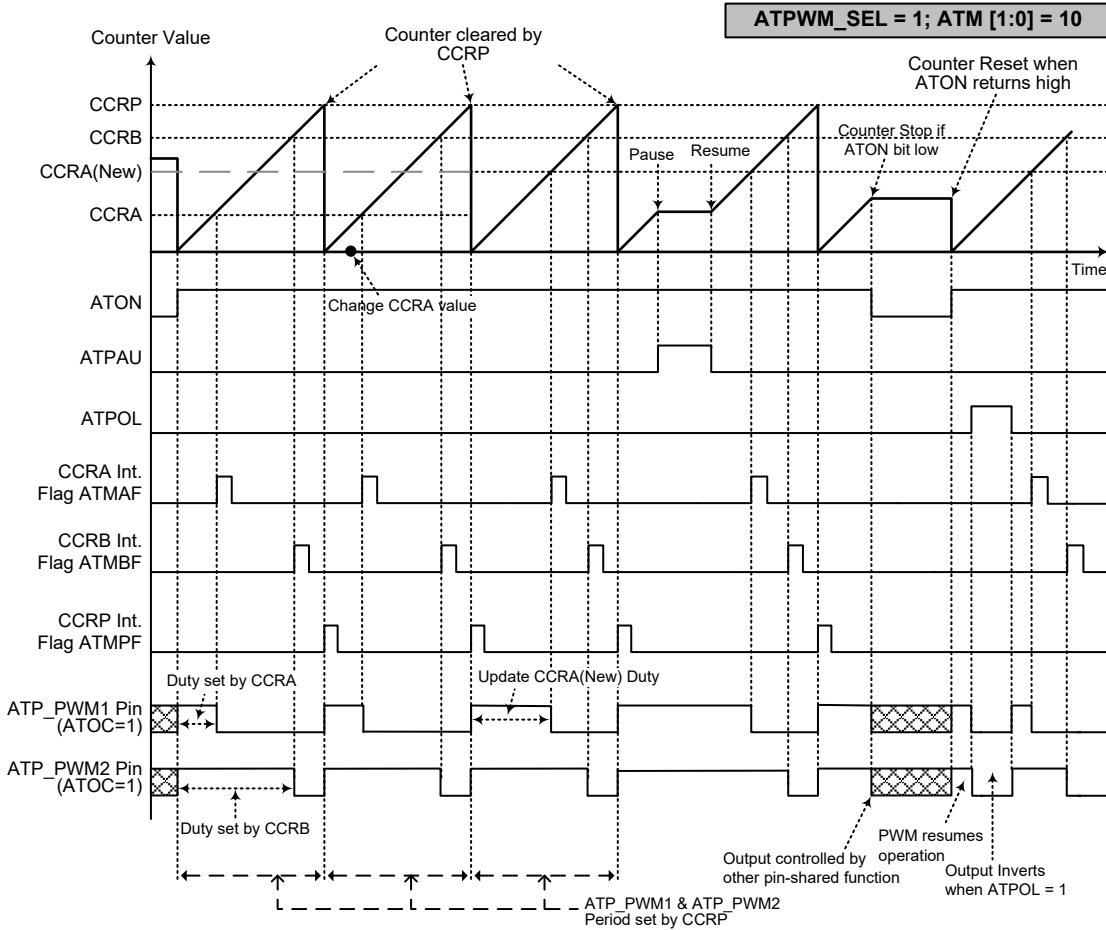 ATPWM_SEL = 1; ATM [1:0] = 10
Counter Value
Counter cleared by
CCRP
Counter Reset when
ATON returns high
CCRP
CCRB
CCRA(New)
CCRA
Pause
Resume
Counter Stop if
ATON bit low
Time
Change CCRA value
ATON
ATPAU
ATPOL
CCRA Int.
Flag ATMAF
CCRB Int.
Flag ATMBF
CCRP Int.
Flag ATMPF
Duty set by CCRA
Update CCRA(New) Duty
ATP_PWM1 Pin
(ATOC=1)
ATP_PWM2 Pin
(ATOC=1)
Duty set by CCRB
Output controlled by
other pin-shared function
PWM resumes
operation
Output Inverts
when ATPOL = 1
ATP_PWM1 & ATP_PWM2
Period set by CCRP